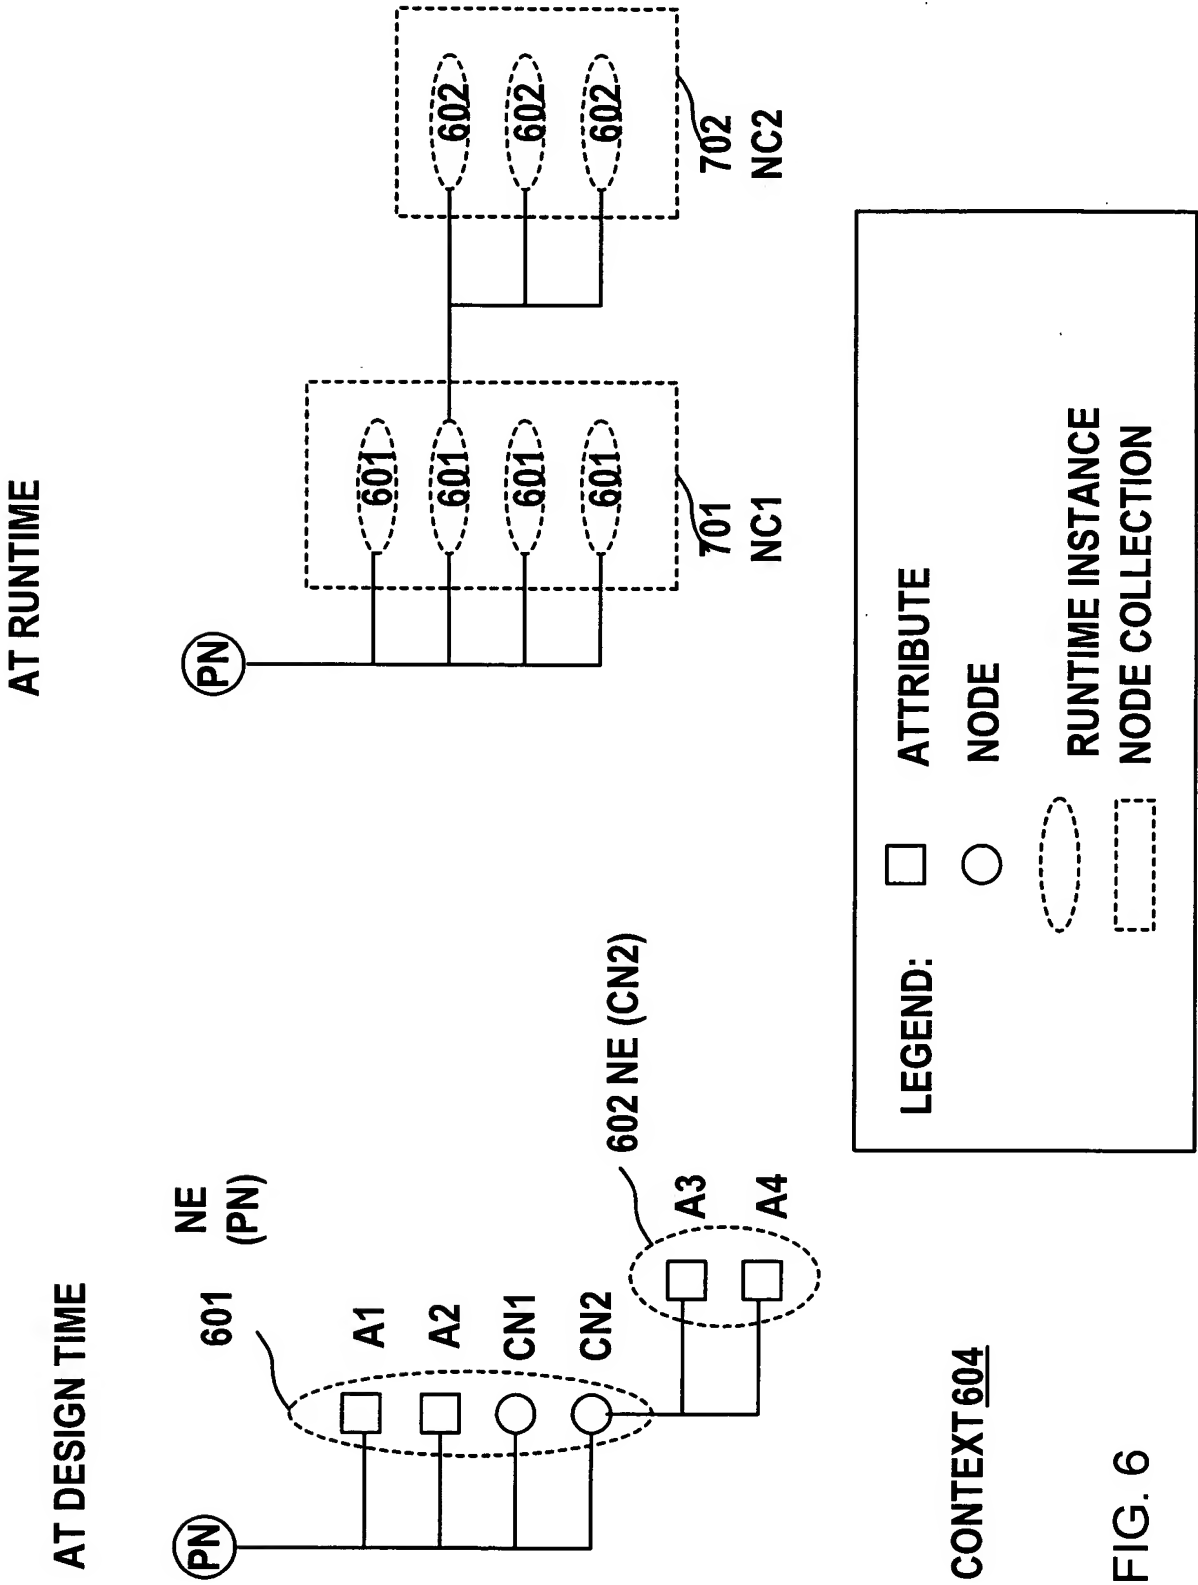 AT DESIGN TIME
PN
601
NE
(PN)
A1
A2
CN1
CN2
602 NE (CN2)
A3
A4
CONTEXT 604
FIG. 6
AT RUNTIME
PN
601
601
601
601
701
NC1
602
602
602
702
NC2
LEGEND:
ATTRIBUTE
NODE
RUNTIME INSTANCE
NODE COLLECTION